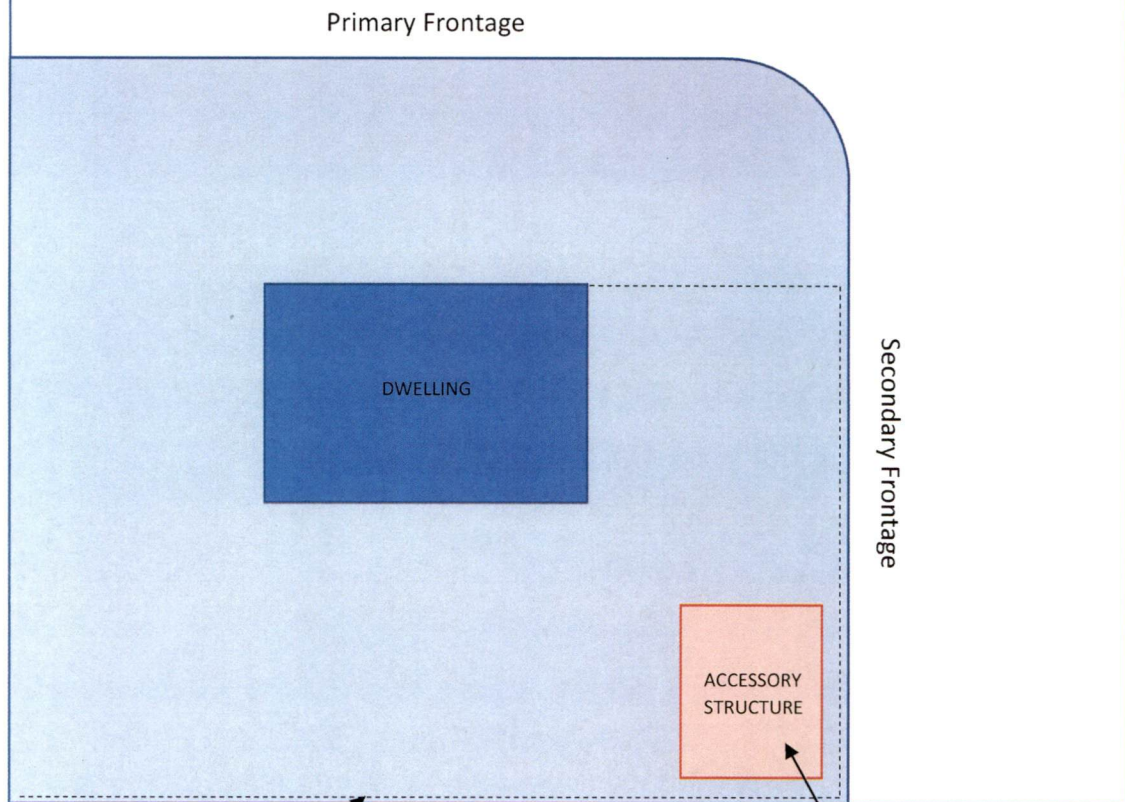 Primary Frontage
DWELLING
Secondary Frontage
ACCESSORY
STRUCTURE